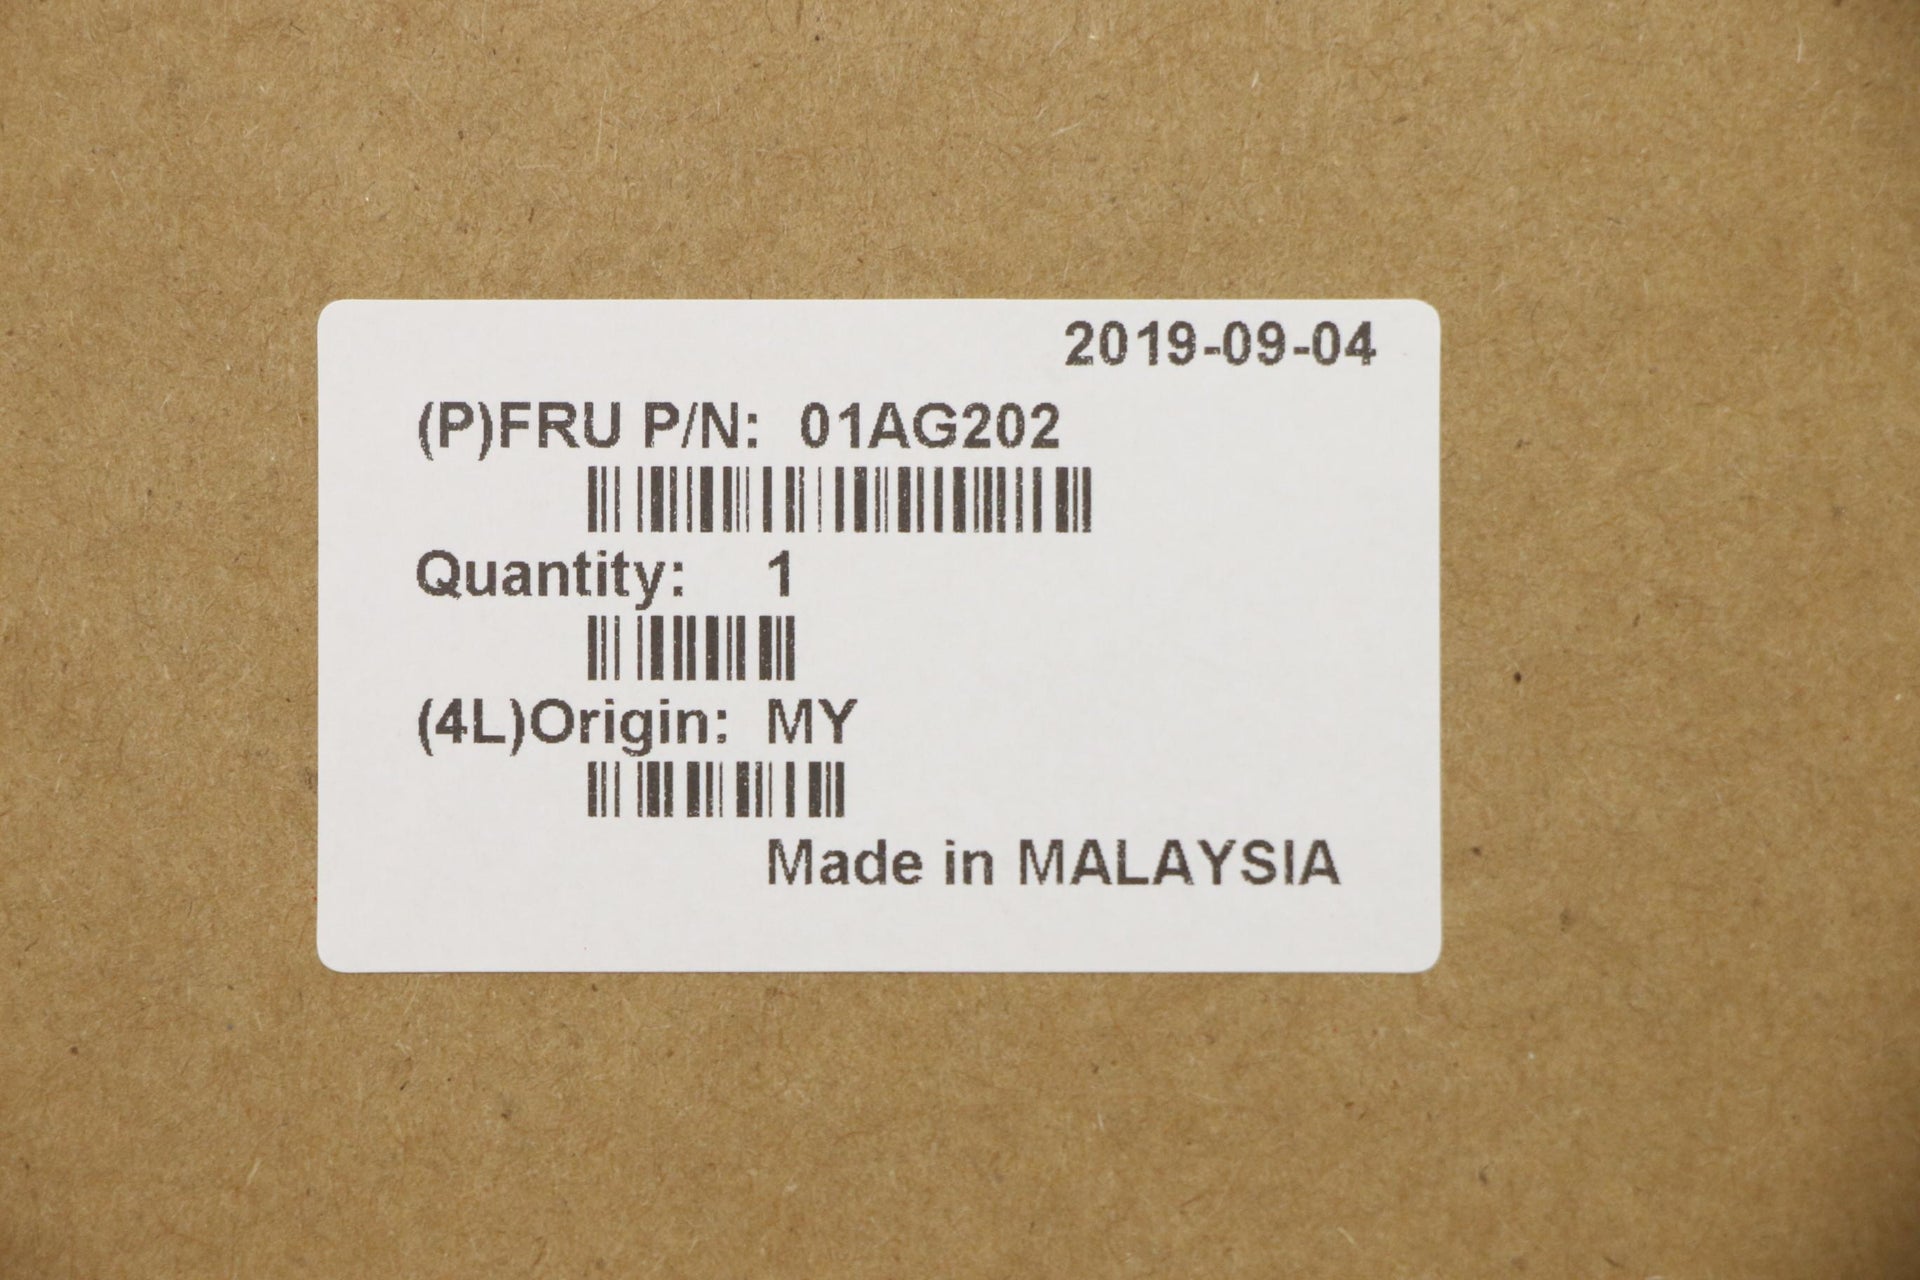 2019-09-04
(P)FRU P/N: 01AG202
Quantity: 1
(4L)Origin: MY
Made in MALAYSIA